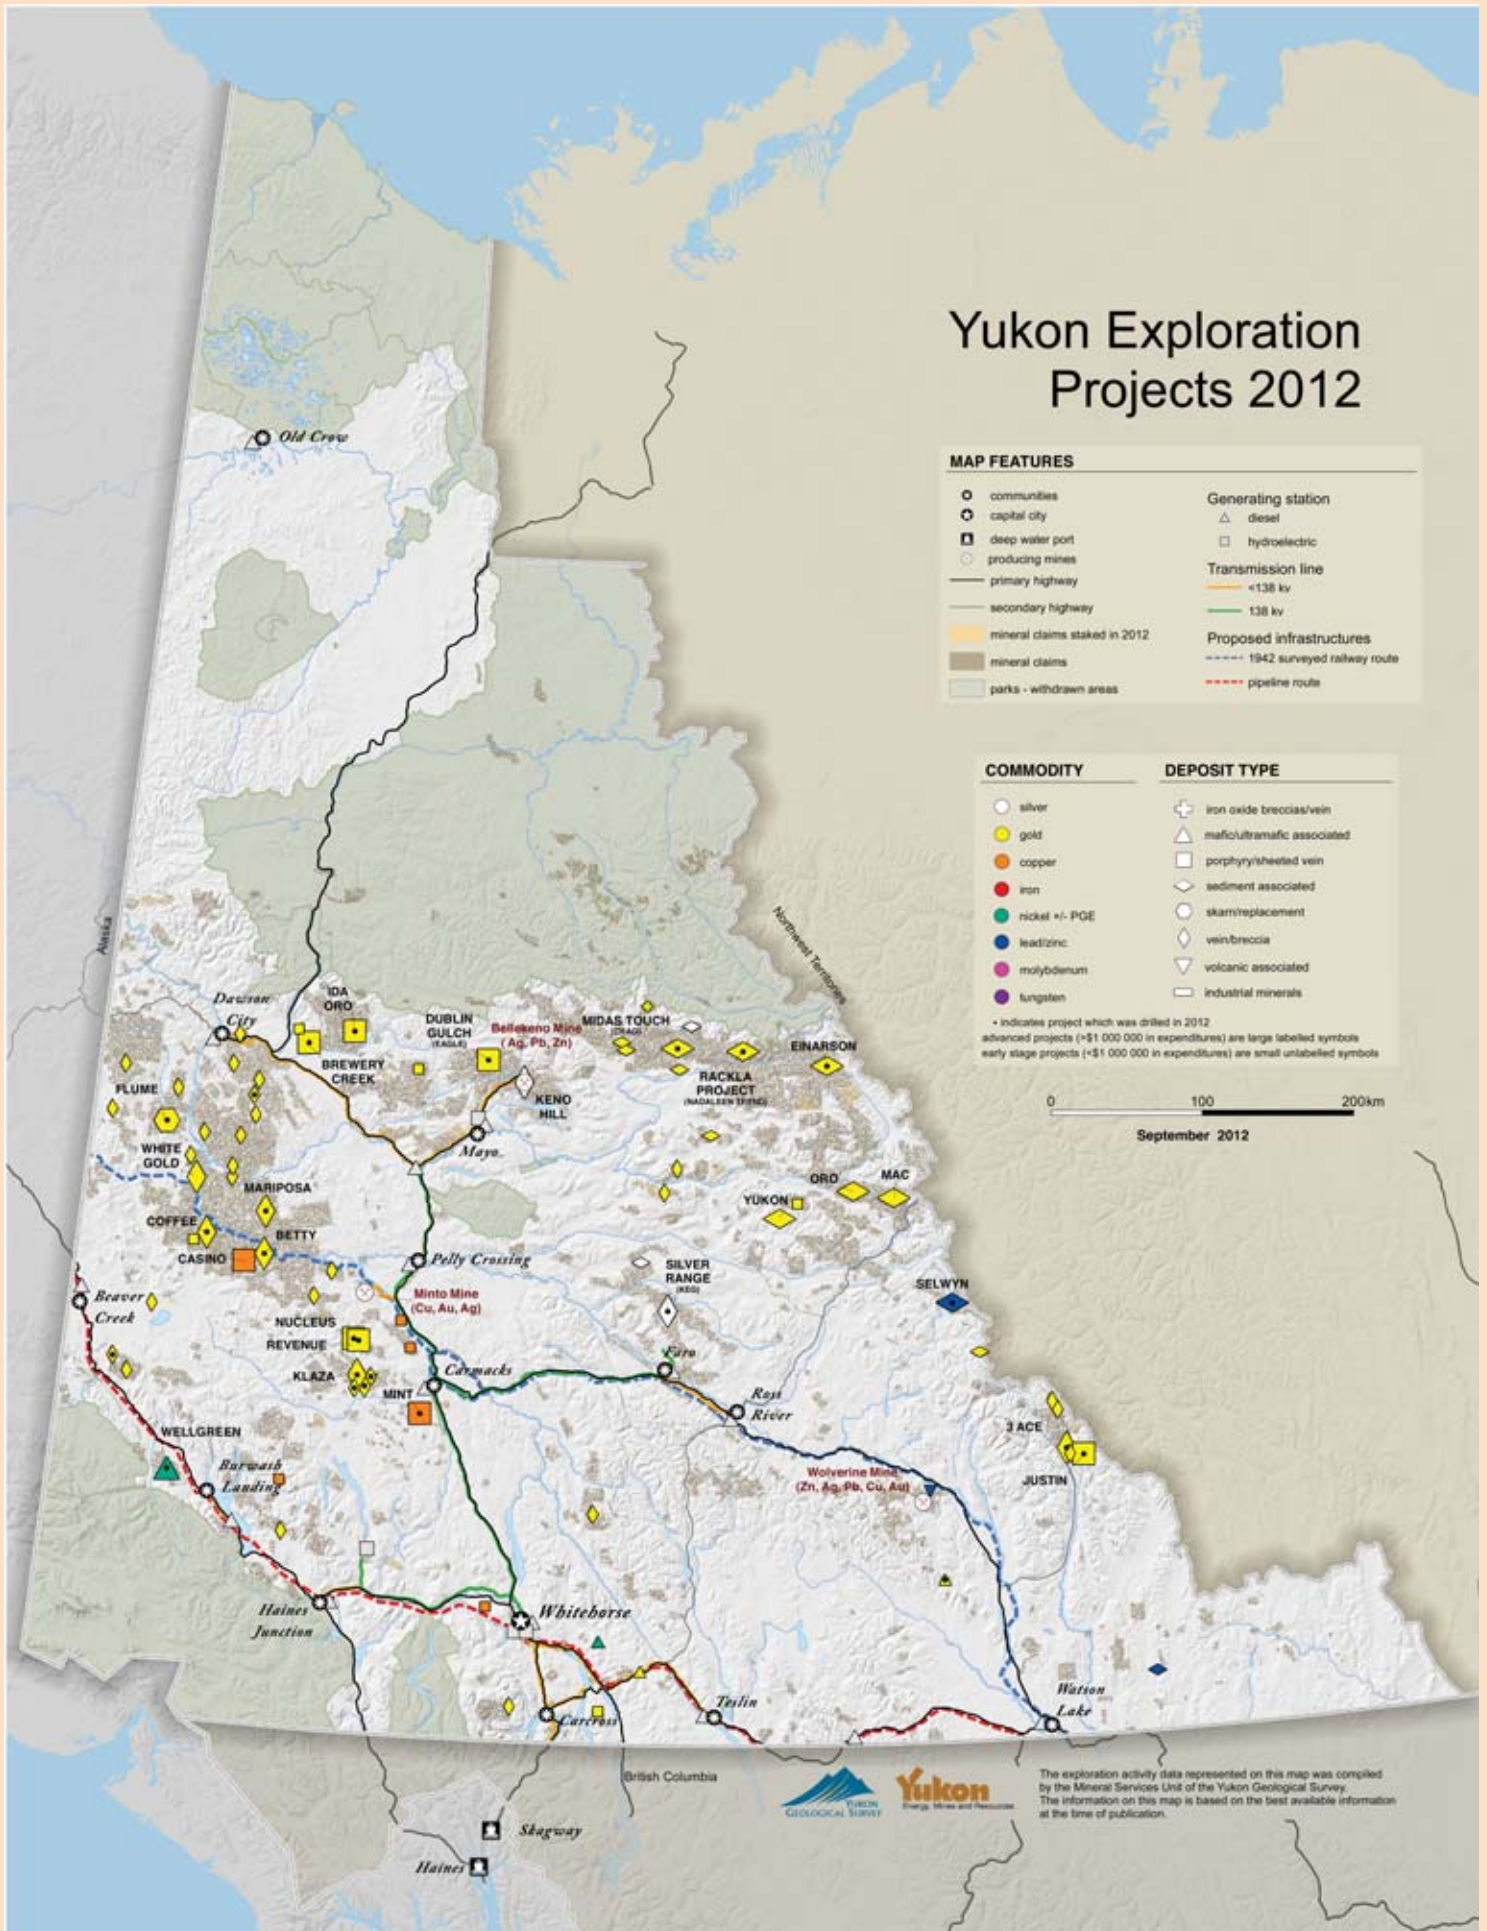 Yukon Exploration
Projects 2012
MAP FEATURES
communities
capital city
deep water port
producing mines
primary highway
secondary highway
mineral claims staked in 2012
mineral claims
parks - withdrawn areas
Generating station
diesel
hydroelectric
Transmission line
<138 kv
138 kv
Proposed infrastructures
1942 surveyed railway route
pipeline route
COMMODITY
silver
gold
copper
iron
nickel +/- PGE
lead/zinc
molybdenum
tungsten
DEPOSIT TYPE
iron oxide breccias/vein
mafic/ultramafic associated
porphyry/sheeted vein
sediment associated
skarn/replacement
vein/breccia
volcanic associated
industrial minerals
• indicates project which was drilled in 2012
advanced projects (>$1 000 000 in expenditures) are large labelled symbols
early stage projects (<$1 000 000 in expenditures) are small unlabelled symbols
0 100 200km
September 2012
Old Crow
Alaska
Northwest Territories
Dawson
City
IDA
ORO
BREWERY
CREEK
DUBLIN
GULCH
(EAGLE)
Bellekeno Mine
(Ag, Pb, Zn)
MIDAS TOUCH
EINARSON
RACKLA
PROJECT
(NADALEEN TREND)
KENO
HILL
FLUME
Mayo
WHITE
GOLD
MARIPOSA
ORO
MAC
YUKON
COFFEE
BETTY
CASINO
Pelly Crossing
SILVER
RANGE
(KEG)
SELWYN
Beaver
Creek
Minto Mine
(Cu, Au, Ag)
NUCLEUS
REVENUE
Faro
KLAZA
Carmacks
MINT
Ross
River
3 ACE
WELLGREEN
Burwash
Landing
Wolverine Mine
(Zn, Ag, Pb, Cu, Au)
JUSTIN
Haines
Junction
Whitehorse
Carcross
Teslin
Watson
Lake
British Columbia
YUKON
GEOLOGICAL SURVEY
Yukon
Energy, Mines and Resources
The exploration activity data represented on this map was compiled
by the Mineral Services Unit of the Yukon Geological Survey.
The information on this map is based on the best available information
at the time of publication.
Skagway
Haines